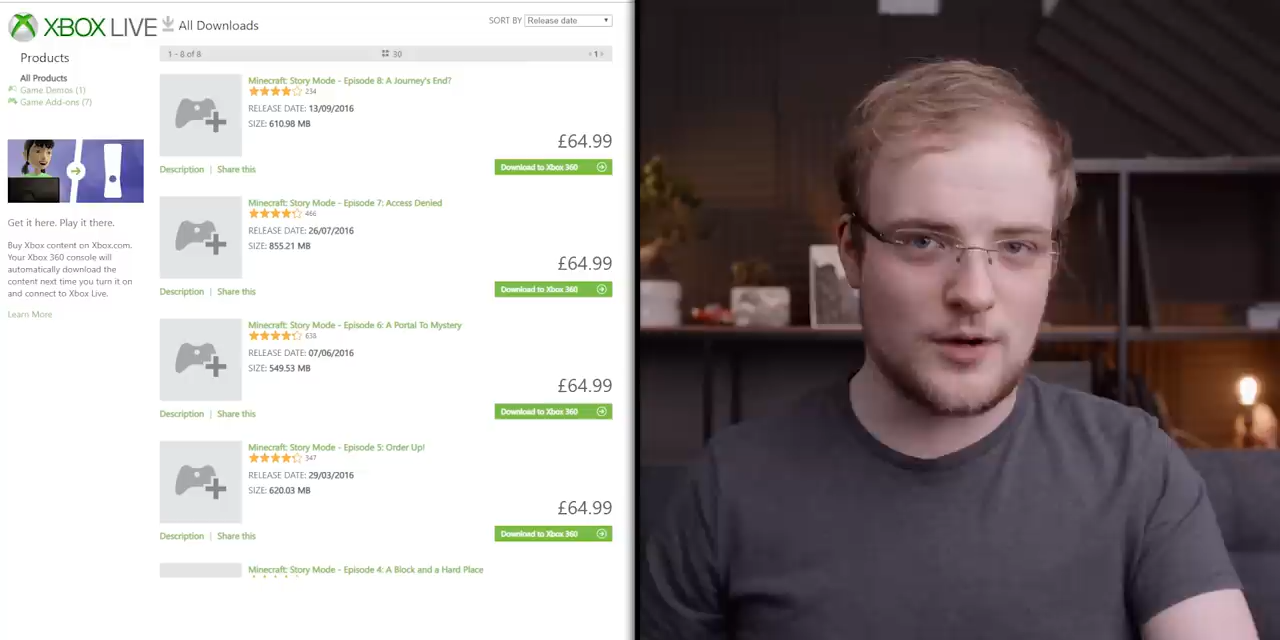 XBOX LIVE
All Downloads
SORT BY Release date
Products
All Products
Game Demos (1)
Game Add-ons (7)
Get it here. Play it there.
Buy Xbox content on Xbox.com.
Your Xbox 360 console will
automatically download the
content next time you turn it on
and connect to Xbox Live.
Learn More
1 - 8 of 8 30 1
Minecraft: Story Mode - Episode 8: A Journey's End?
234
RELEASE DATE: 13/09/2016
SIZE: 610.98 MB
£64.99
Description | Share this
Download to Xbox 360
Minecraft: Story Mode - Episode 7: Access Denied
466
RELEASE DATE: 26/07/2016
SIZE: 855.21 MB
£64.99
Description | Share this
Download to Xbox 360
Minecraft: Story Mode - Episode 6: A Portal To Mystery
638
RELEASE DATE: 07/06/2016
SIZE: 549.53 MB
£64.99
Description | Share this
Download to Xbox 360
Minecraft: Story Mode - Episode 5: Order Up!
347
RELEASE DATE: 29/03/2016
SIZE: 620.03 MB
£64.99
Description | Share this
Download to Xbox 360
Minecraft: Story Mode - Episode 4: A Block and a Hard Place